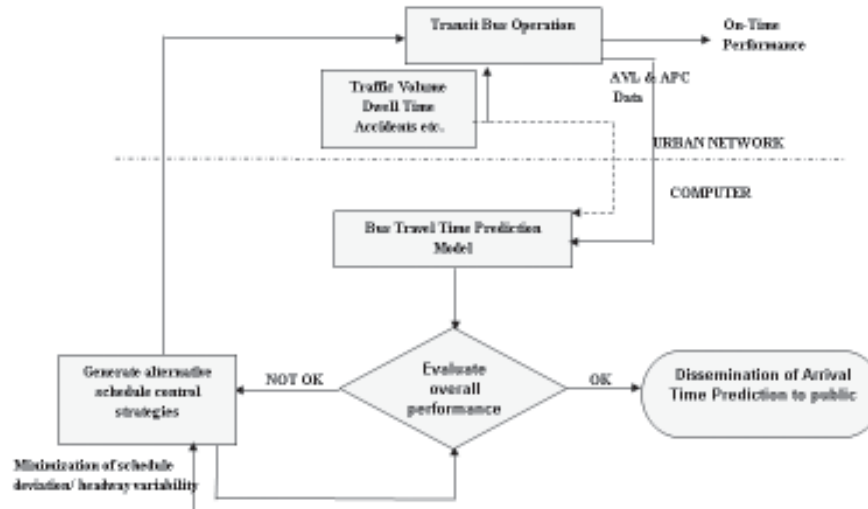 Transit Bus Operation
On-Time
Performance
Traffic Volume
Dwell Time
Accidents etc.
AVL & APC
Data
URBAN NETWORK
COMPUTER
Bus Travel Time Prediction
Model
Generate alternative
schedule control
strategies
NOT OK
Evaluate
overall
performance
OK
Dissemination of Arrival
Time Prediction to public
Minimization of schedule
deviation/ headway variability